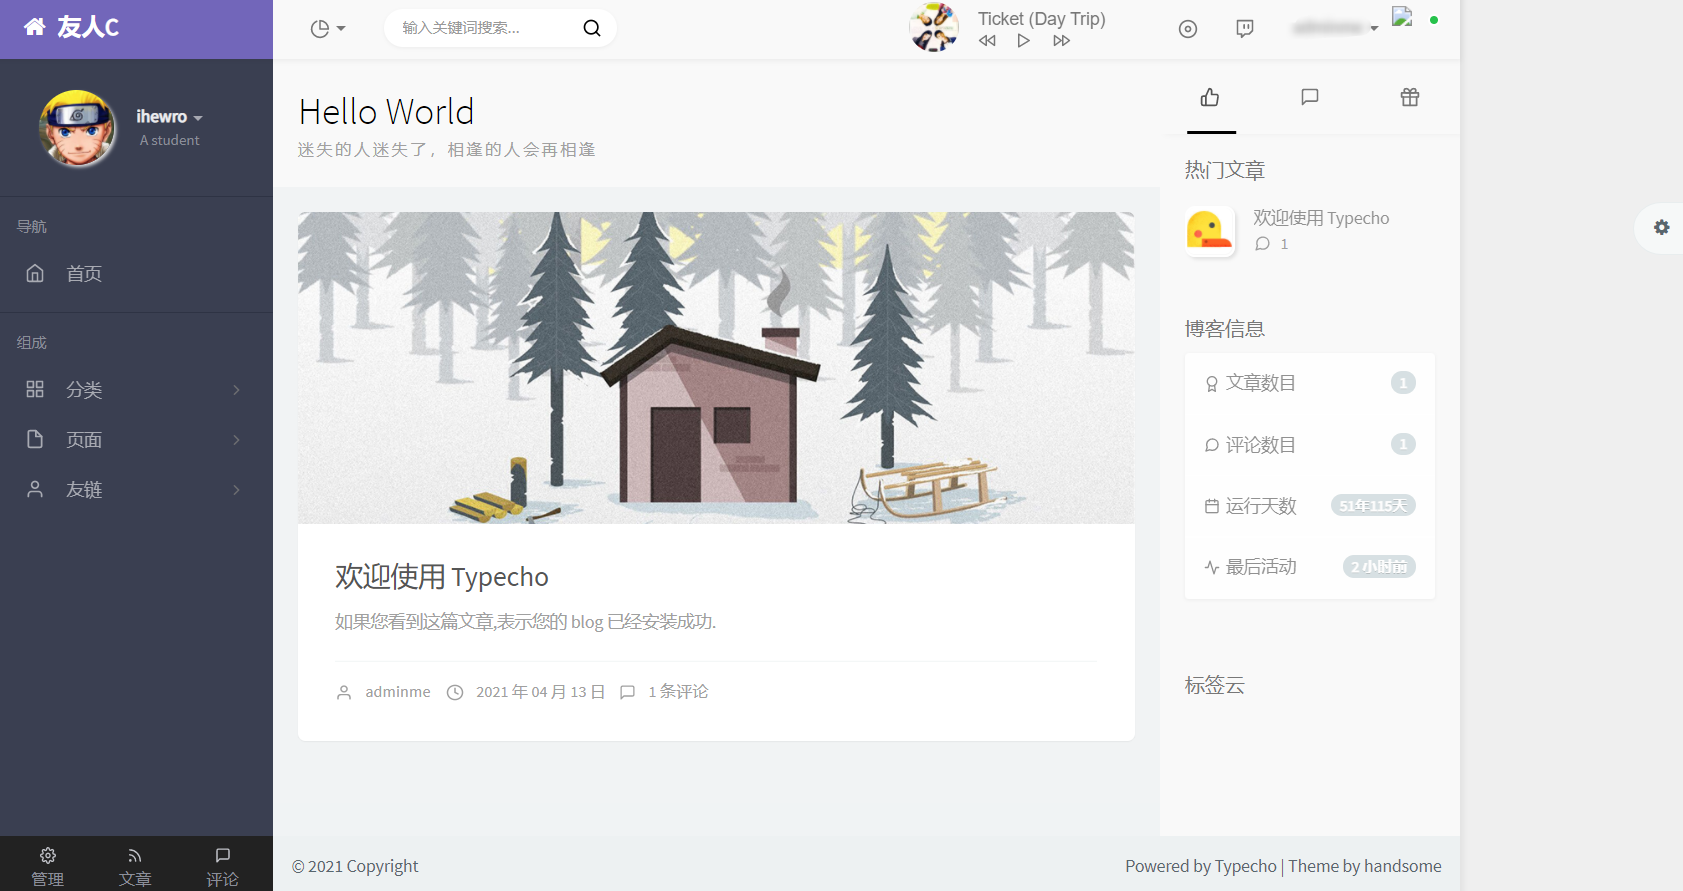 友人C
输入关键词搜索...
Ticket (Day Trip)
ihewro
A student
导航
首页
组成
分类
页面
友链
管理
文章
评论
Hello World
迷失的人迷失了，相逢的人会再相逢
欢迎使用 Typecho
如果您看到这篇文章,表示您的 blog 已经安装成功.
adminme 2021 年 04 月 13 日 1 条评论
热门文章
欢迎使用 Typecho
1
博客信息
文章数目 1
评论数目 1
运行天数 51年115天
最后活动 2 小时前
标签云
© 2021 Copyright
Powered by Typecho | Theme by handsome